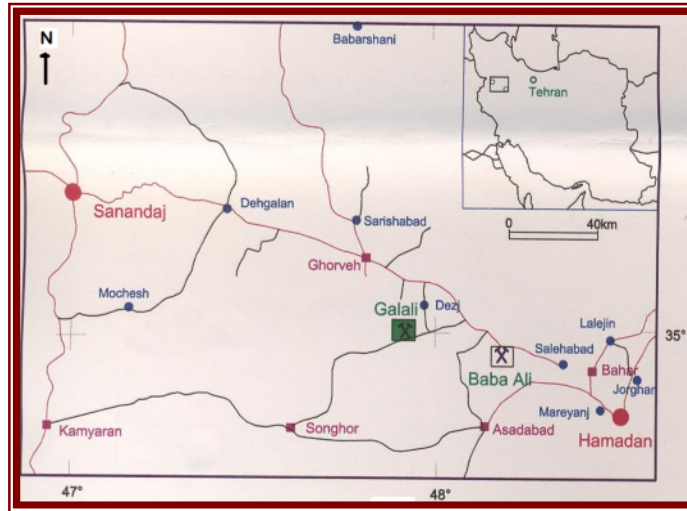 N
Babarshani
Tehran
0 40km
Sanandaj
Dehgalan
Sarishabad
Ghorveh
Mochesh
Galali
Dezj
Lalejin
35°
Salehabad
Baba Ali
Bahar
Jorghan
Mareyanj
Kamyaran
Songhor
Asadabad
Hamadan
47°
48°